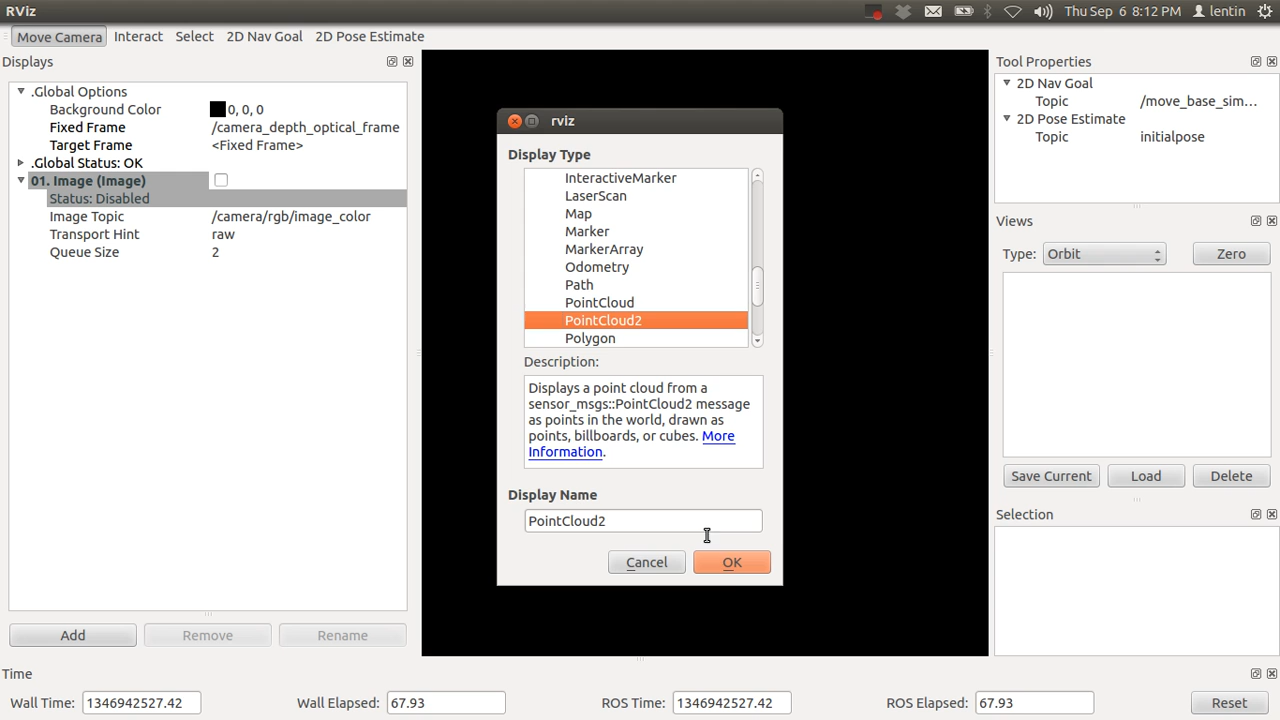 RViz
Thu Sep 6 8:12 PM
lentin
Move Camera
Interact
Select
2D Nav Goal
2D Pose Estimate
Displays
.Global Options
Background Color
0, 0, 0
Fixed Frame
/camera_depth_optical_frame
Target Frame
<Fixed Frame>
.Global Status: OK
01. Image (Image)
Status: Disabled
Image Topic
/camera/rgb/image_color
Transport Hint
raw
Queue Size
2
Add
Remove
Rename
rviz
Display Type
InteractiveMarker
LaserScan
Map
Marker
MarkerArray
Odometry
Path
PointCloud
PointCloud2
Polygon
Description:
Displays a point cloud from a
sensor_msgs::PointCloud2 message
as points in the world, drawn as
points, billboards, or cubes. More
Information.
Display Name
PointCloud2
Cancel
OK
Tool Properties
2D Nav Goal
Topic
/move_base_sim...
2D Pose Estimate
Topic
initialpose
Views
Type:
Orbit
Zero
Save Current
Load
Delete
Selection
Time
Wall Time:
1346942527.42
Wall Elapsed:
67.93
ROS Time:
1346942527.42
ROS Elapsed:
67.93
Reset